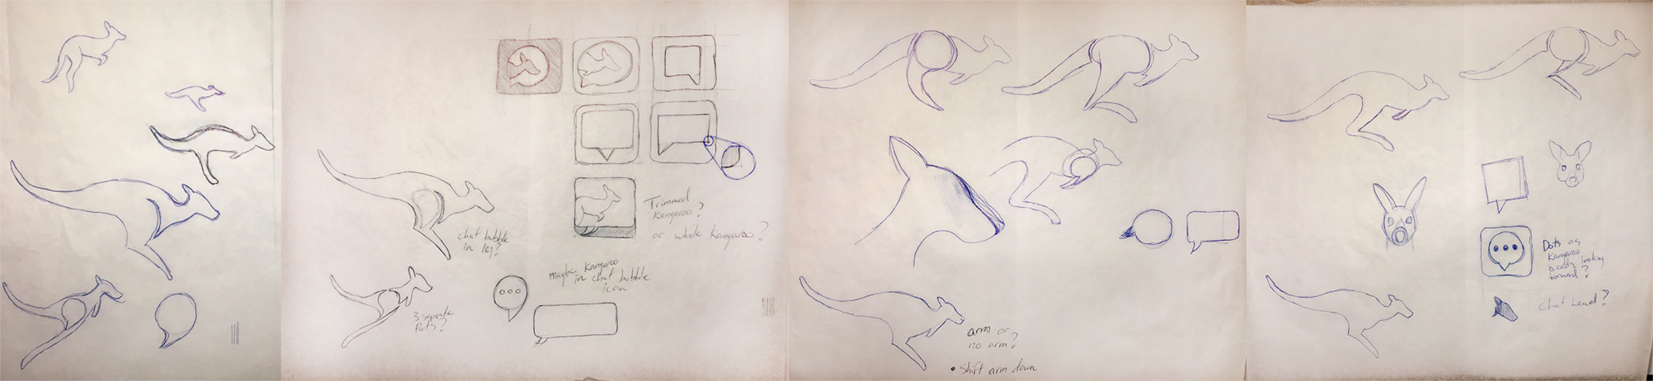 Trimmed
Kangaroo?
or whole Kangaroo?
chat bubble
in leg?
maybe Kangaroo
in chat bubble
icon
3 separate
Parts?
arm or
no arm?
• shift arm down
Dots as
Kangaroo
looking
forward?
chat head?